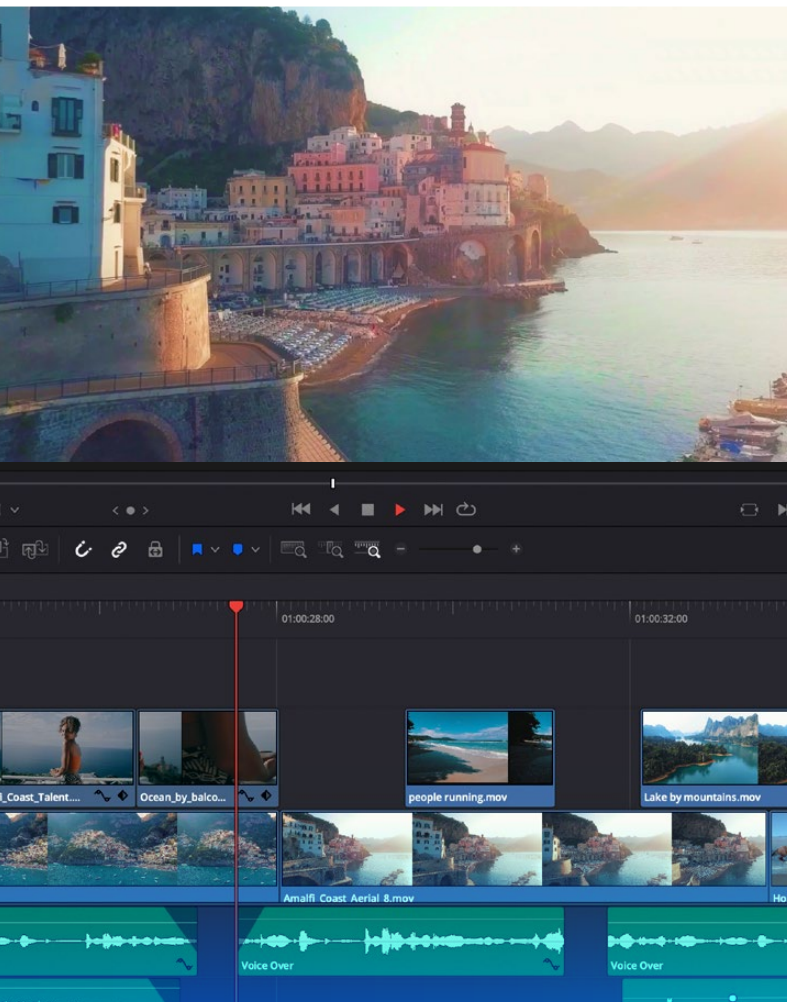 01:00:28:00
01:00:32:00
_Coast_Talent....
Ocean_by_balco...
people running.mov
Lake by mountains.mov
Amalfi_Coast_Aerial_8.mov
Ho
Voice Over
Voice Over